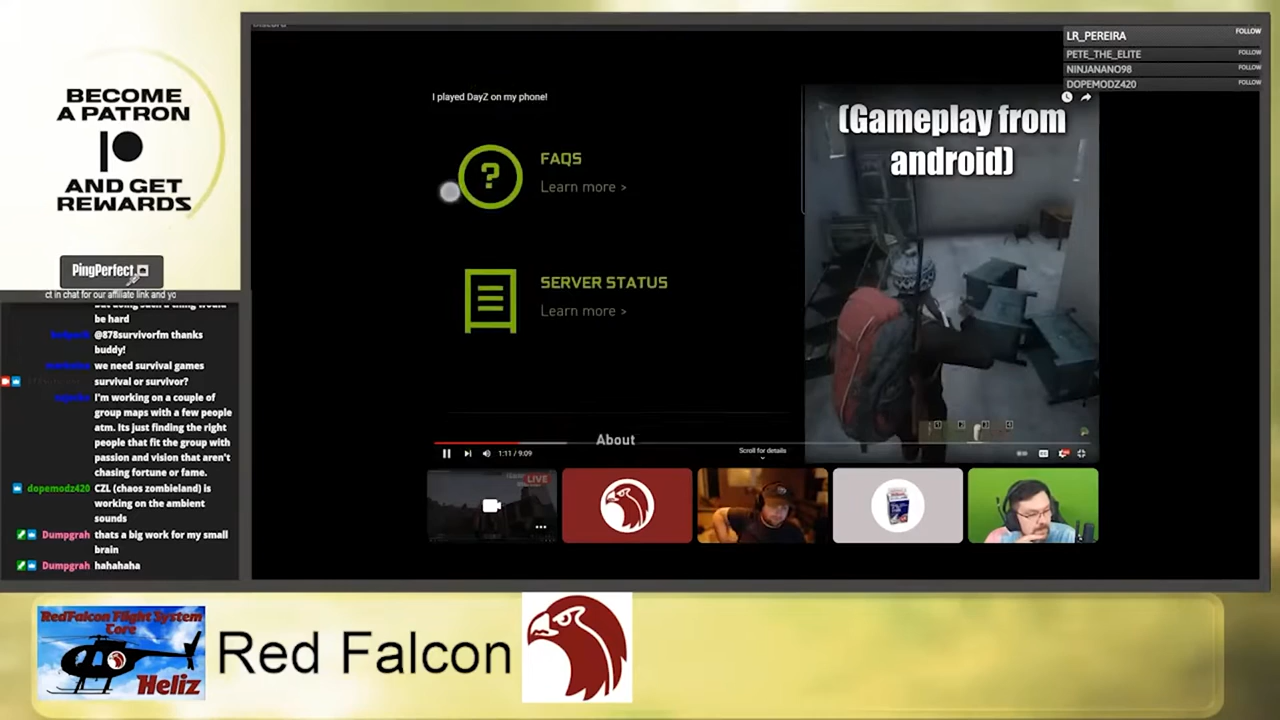 BECOME
A PATRON
AND GET
REWARDS
PingPerfect
ct in chat for our affiliate link and yo
but doing such a thing would
be hard
@878survivorfm thanks
buddy!
we need survival games
survival or survivor?
I'm working on a couple of
group maps with a few people
atm. Its just finding the right
people that fit the group with
passion and vision that aren't
chasing fortune or fame.
dopemodz420 CZL (chaos zombieland) is
working on the ambient
sounds
Dumpgrah thats a big work for my small
brain
Dumpgrah hahahaha
I played DayZ on my phone!
FAQS
Learn more >
SERVER STATUS
Learn more >
About
1:11 / 9:09
Scroll for details
(Gameplay from
android)
LR_PEREIRA FOLLOW
PETE_THE_ELITE FOLLOW
NINJANANO98 FOLLOW
DOPEMODZ420 FOLLOW
LIVE
RedFalcon Flight System
Core
Heliz
Red Falcon